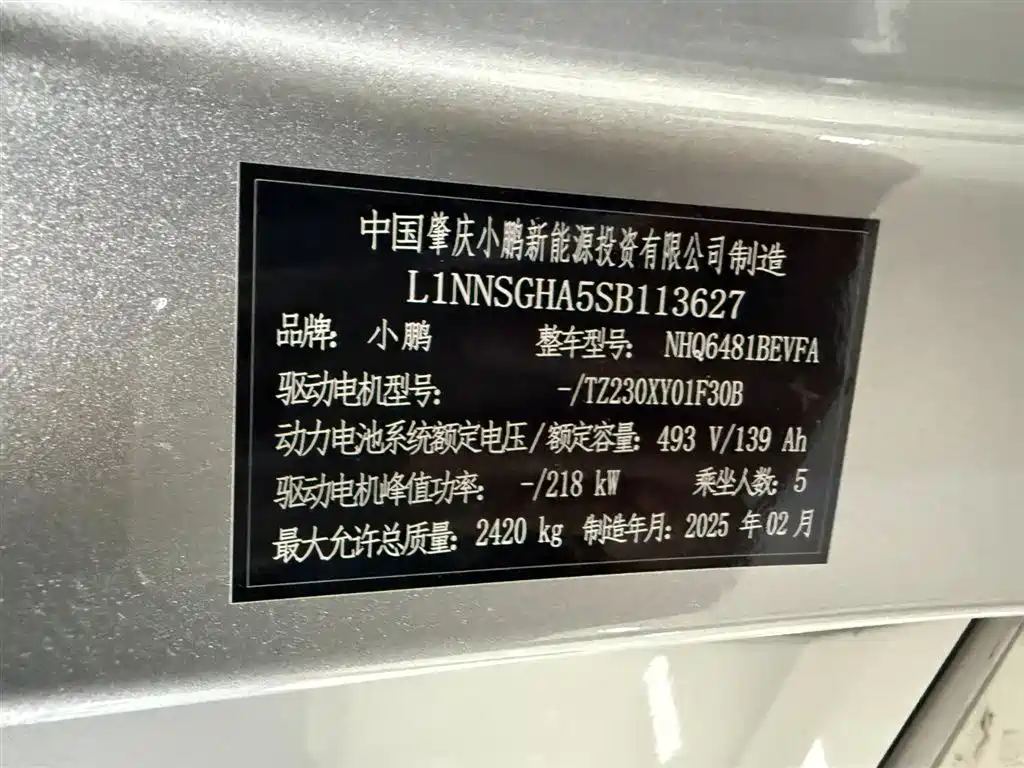 中国肇庆小鹏新能源投资有限公司制造
L1NNSGHA5SB113627
品牌: 小鹏 整车型号: NHQ6481BEVFA
驱动电机型号: -/TZ230XY01F30B
动力电池系统额定电压/额定容量: 493 V/139 Ah
驱动电机峰值功率: -/218 kW 乘坐人数: 5
最大允许总质量: 2420 kg 制造年月: 2025 年 02 月